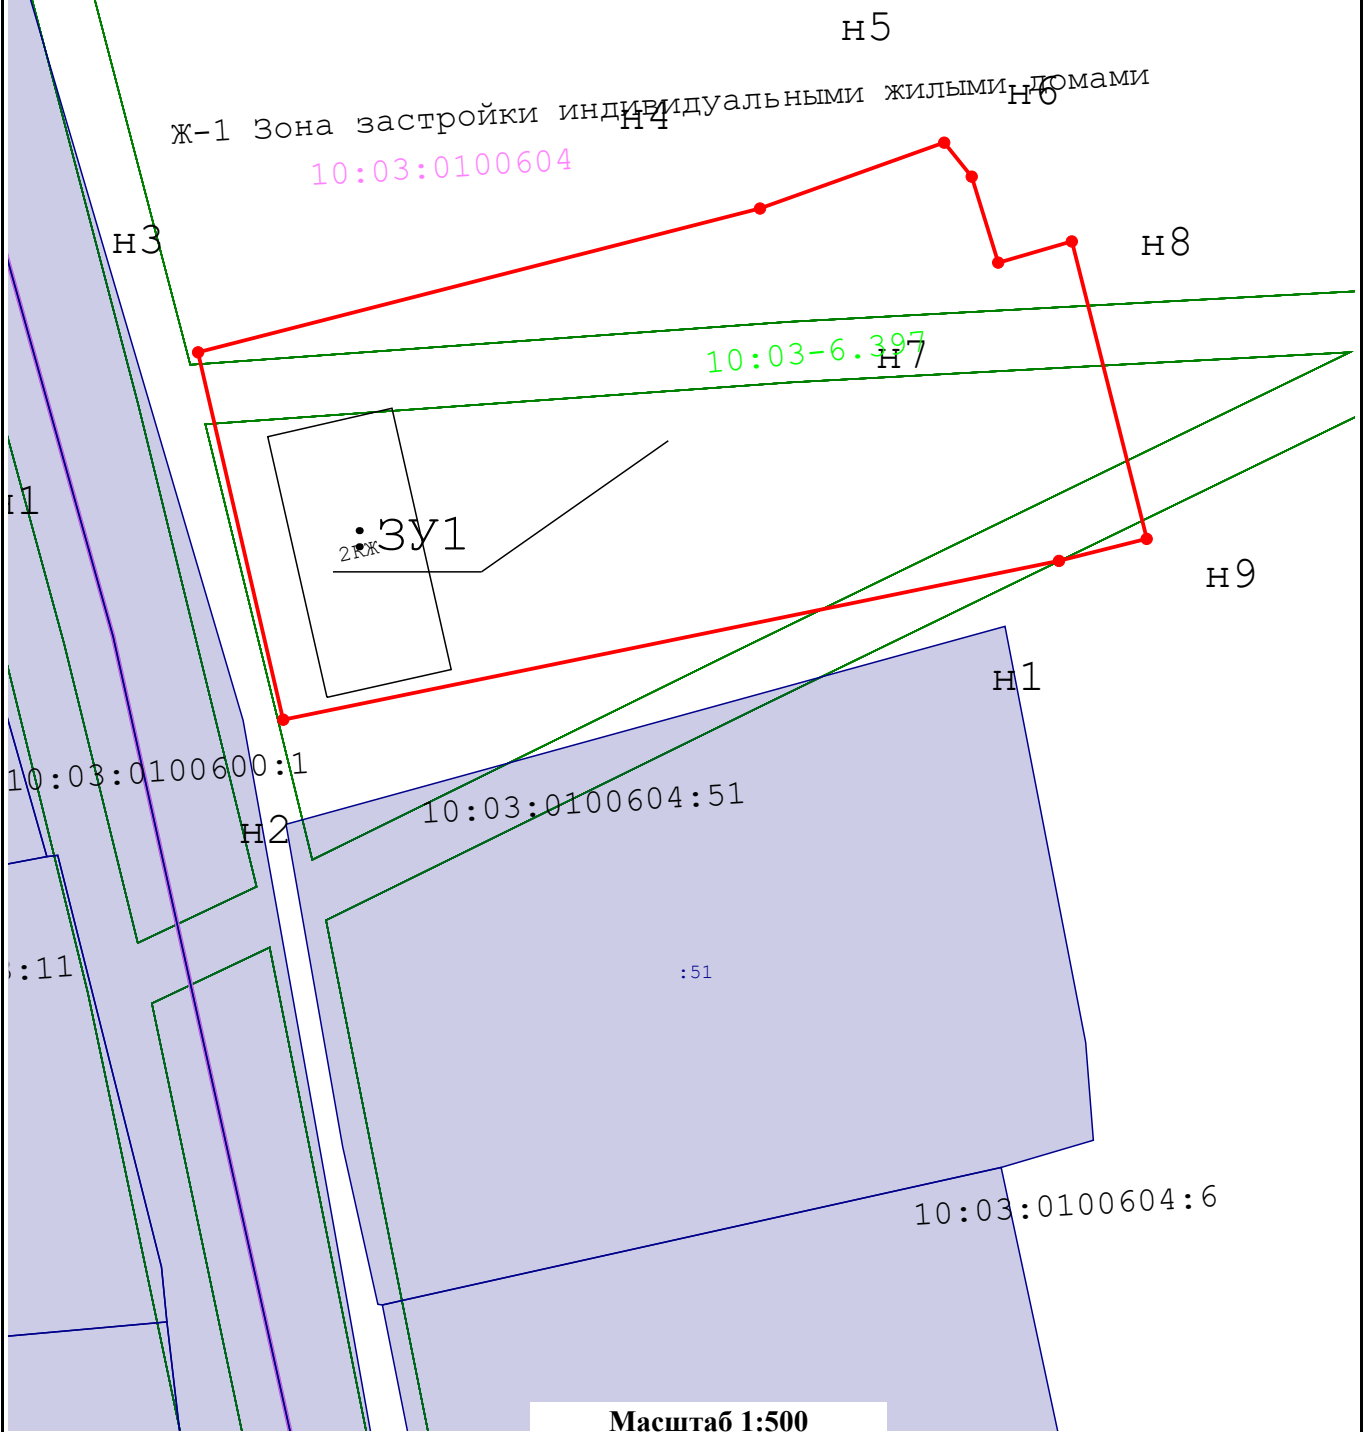 н5
Ж-1 Зона застройки индивидуальными жилыми домами
н6
н4
10:03:0100604
н3
н8
10:03-6.397
н7
:ЗУ1
2КЖ
н9
н1
10:03:0100600:1
10:03:0100604:51
н2
:11
:51
10:03:0100604:6
Масштаб 1:500